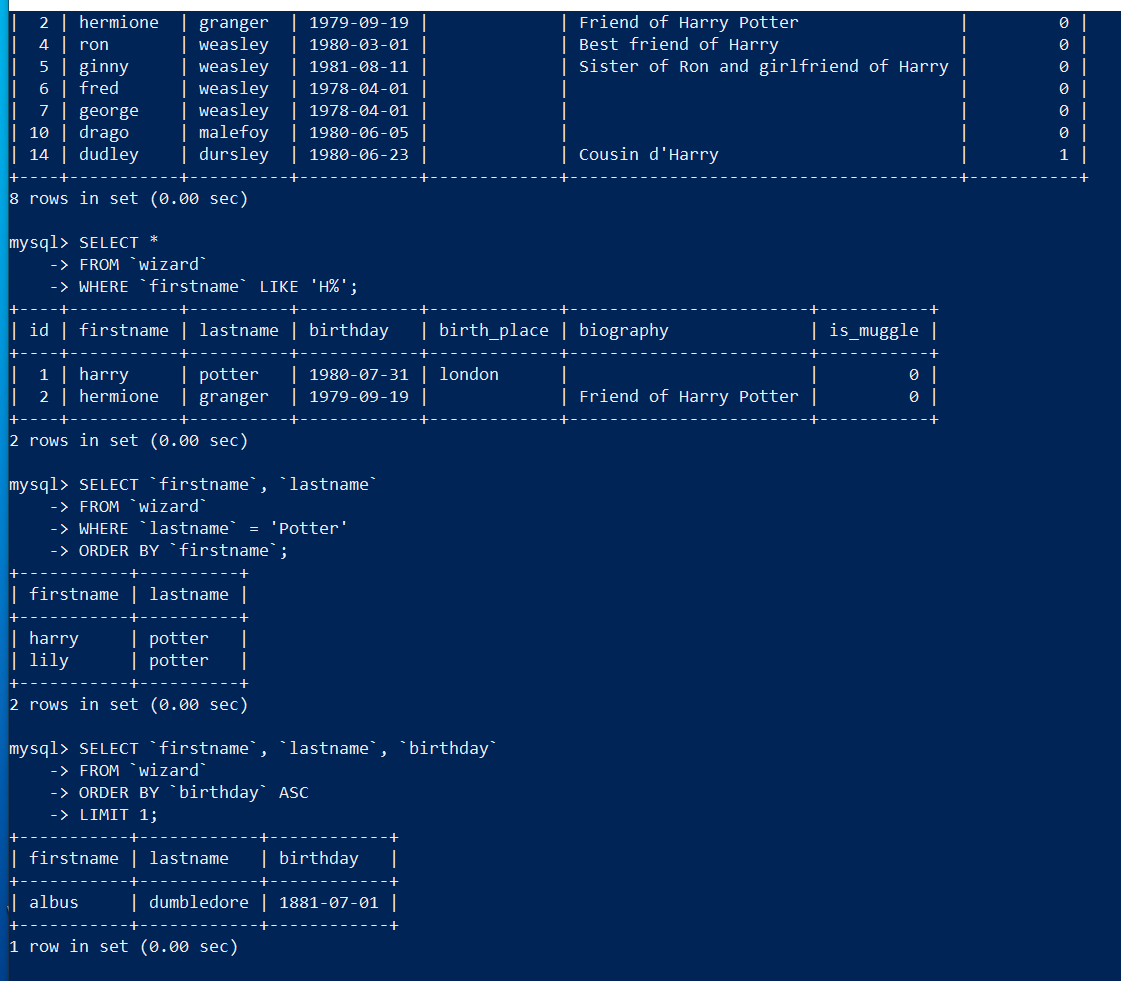 |  2 | hermione  | granger  | 1979-09-19 |             | Friend of Harry Potter                |         0 |
|  4 | ron       | weasley  | 1980-03-01 |             | Best friend of Harry                  |         0 |
|  5 | ginny     | weasley  | 1981-08-11 |             | Sister of Ron and girlfriend of Harry |         0 |
|  6 | fred      | weasley  | 1978-04-01 |             |                                       |         0 |
|  7 | george    | weasley  | 1978-04-01 |             |                                       |         0 |
| 10 | drago     | malefoy  | 1980-06-05 |             |                                       |         0 |
| 14 | dudley    | dursley  | 1980-06-23 |             | Cousin d'Harry                        |         1 |
+----+-----------+----------+------------+-------------+---------------------------------------+-----------+
8 rows in set (0.00 sec)

mysql> SELECT *
    -> FROM `wizard`
    -> WHERE `firstname` LIKE 'H%';
+----+-----------+----------+------------+-------------+------------------------+-----------+
| id | firstname | lastname | birthday   | birth_place | biography              | is_muggle |
+----+-----------+----------+------------+-------------+------------------------+-----------+
|  1 | harry     | potter   | 1980-07-31 | london      |                        |         0 |
|  2 | hermione  | granger  | 1979-09-19 |             | Friend of Harry Potter |         0 |
+----+-----------+----------+------------+-------------+------------------------+-----------+
2 rows in set (0.00 sec)

mysql> SELECT `firstname`, `lastname`
    -> FROM `wizard`
    -> WHERE `lastname` = 'Potter'
    -> ORDER BY `firstname`;
+-----------+----------+
| firstname | lastname |
+-----------+----------+
| harry     | potter   |
| lily      | potter   |
+-----------+----------+
2 rows in set (0.00 sec)

mysql> SELECT `firstname`, `lastname`, `birthday`
    -> FROM `wizard`
    -> ORDER BY `birthday` ASC
    -> LIMIT 1;
+-----------+------------+------------+
| firstname | lastname   | birthday   |
+-----------+------------+------------+
| albus     | dumbledore | 1881-07-01 |
+-----------+------------+------------+
1 row in set (0.00 sec)